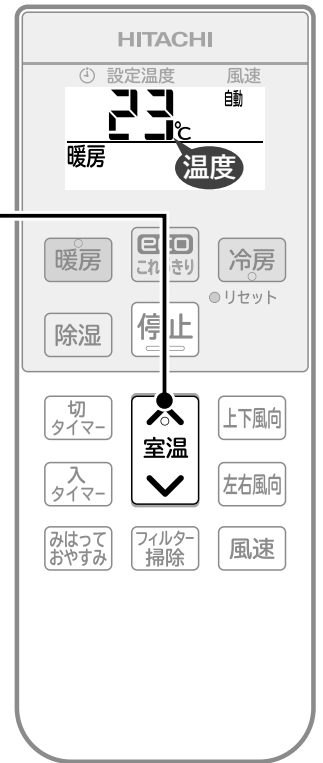 HITACHI
設定温度 風速
23℃ 自動
暖房
温度
暖房
eco
これっきり
冷房
リセット
除湿
停止
切
タイマー
室温
上下風向
入
タイマー
左右風向
みはって
おやすみ
フィルター
掃除
風速